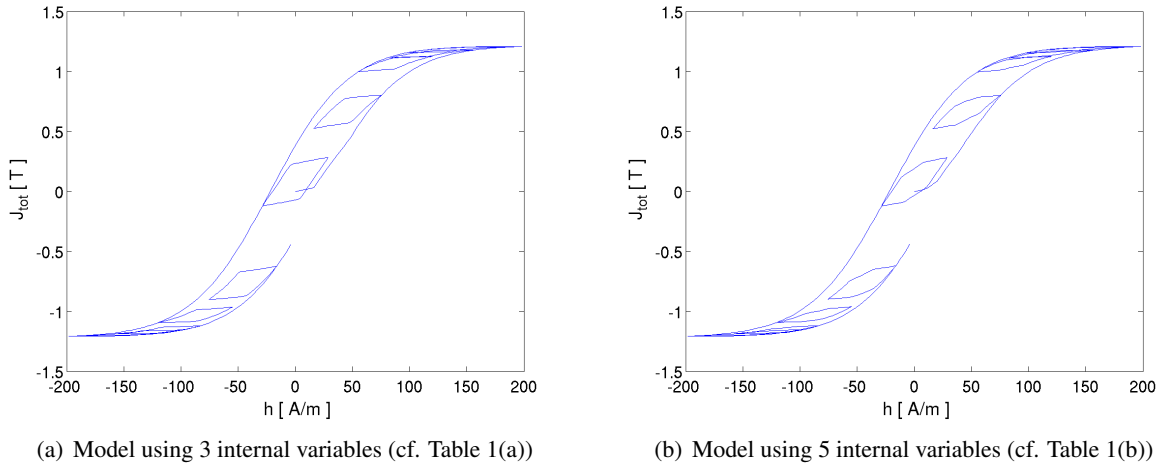 1.5
1
0.5
0
-0.5
-1
-1.5
J_tot [ T ]
-200 -150 -100 -50 0 50 100 150 200
h [ A/m ]
(a) Model using 3 internal variables (cf. Table 1(a))
1.5
1
0.5
0
-0.5
-1
-1.5
J_tot [ T ]
-200 -150 -100 -50 0 50 100 150 200
h [ A/m ]
(b) Model using 5 internal variables (cf. Table 1(b))